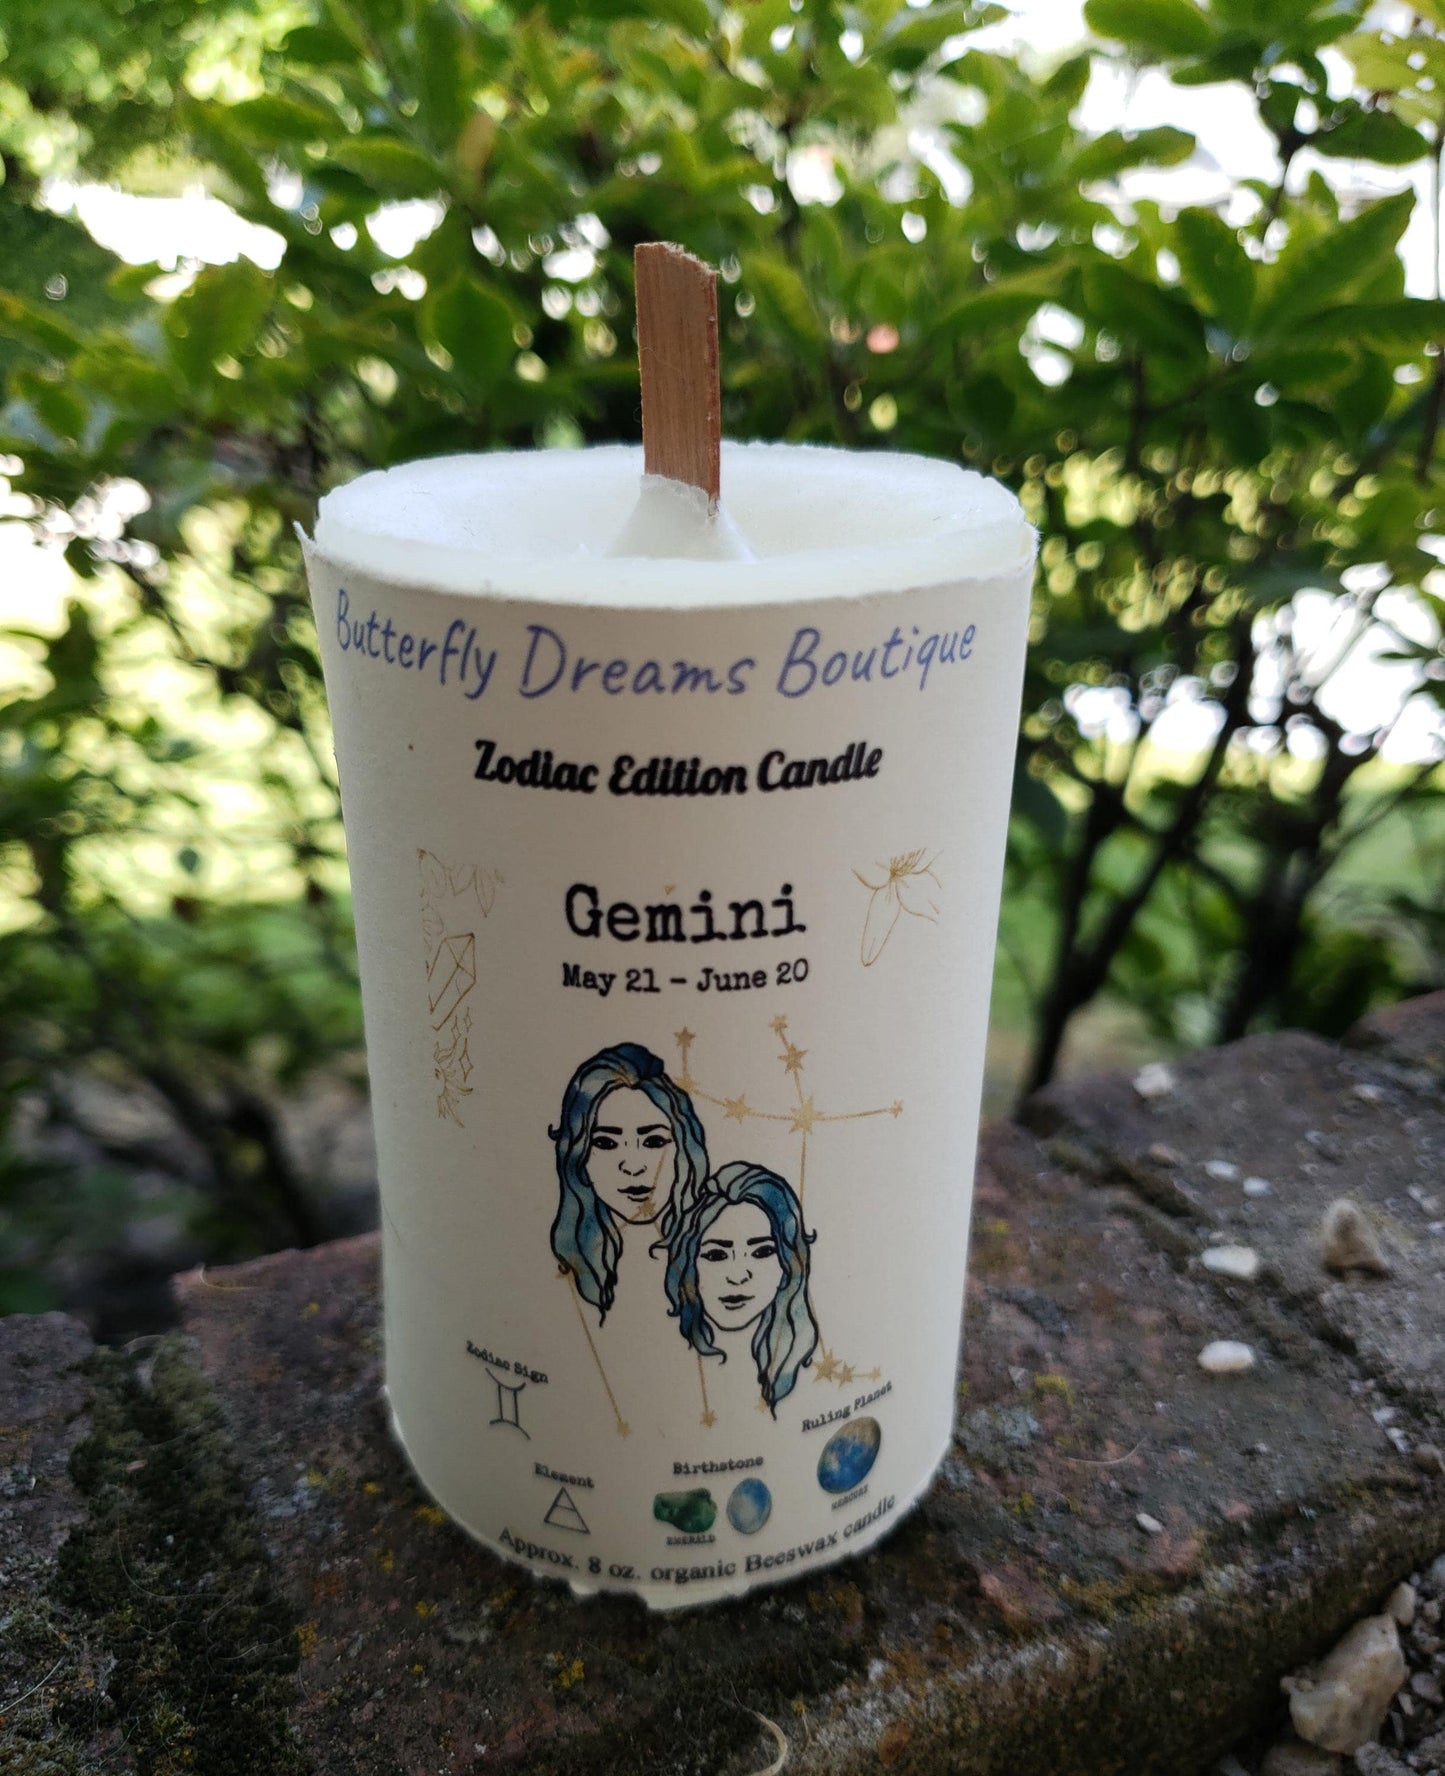 Butterfly Dreams Boutique
Zodiac Edition Candle
Gemini
May 21 - June 20
Zodiac Sign
Ruling Planet
MERCURY
Element
Birthstone
EMERALD
Approx. 8 oz. organic Beeswax candle